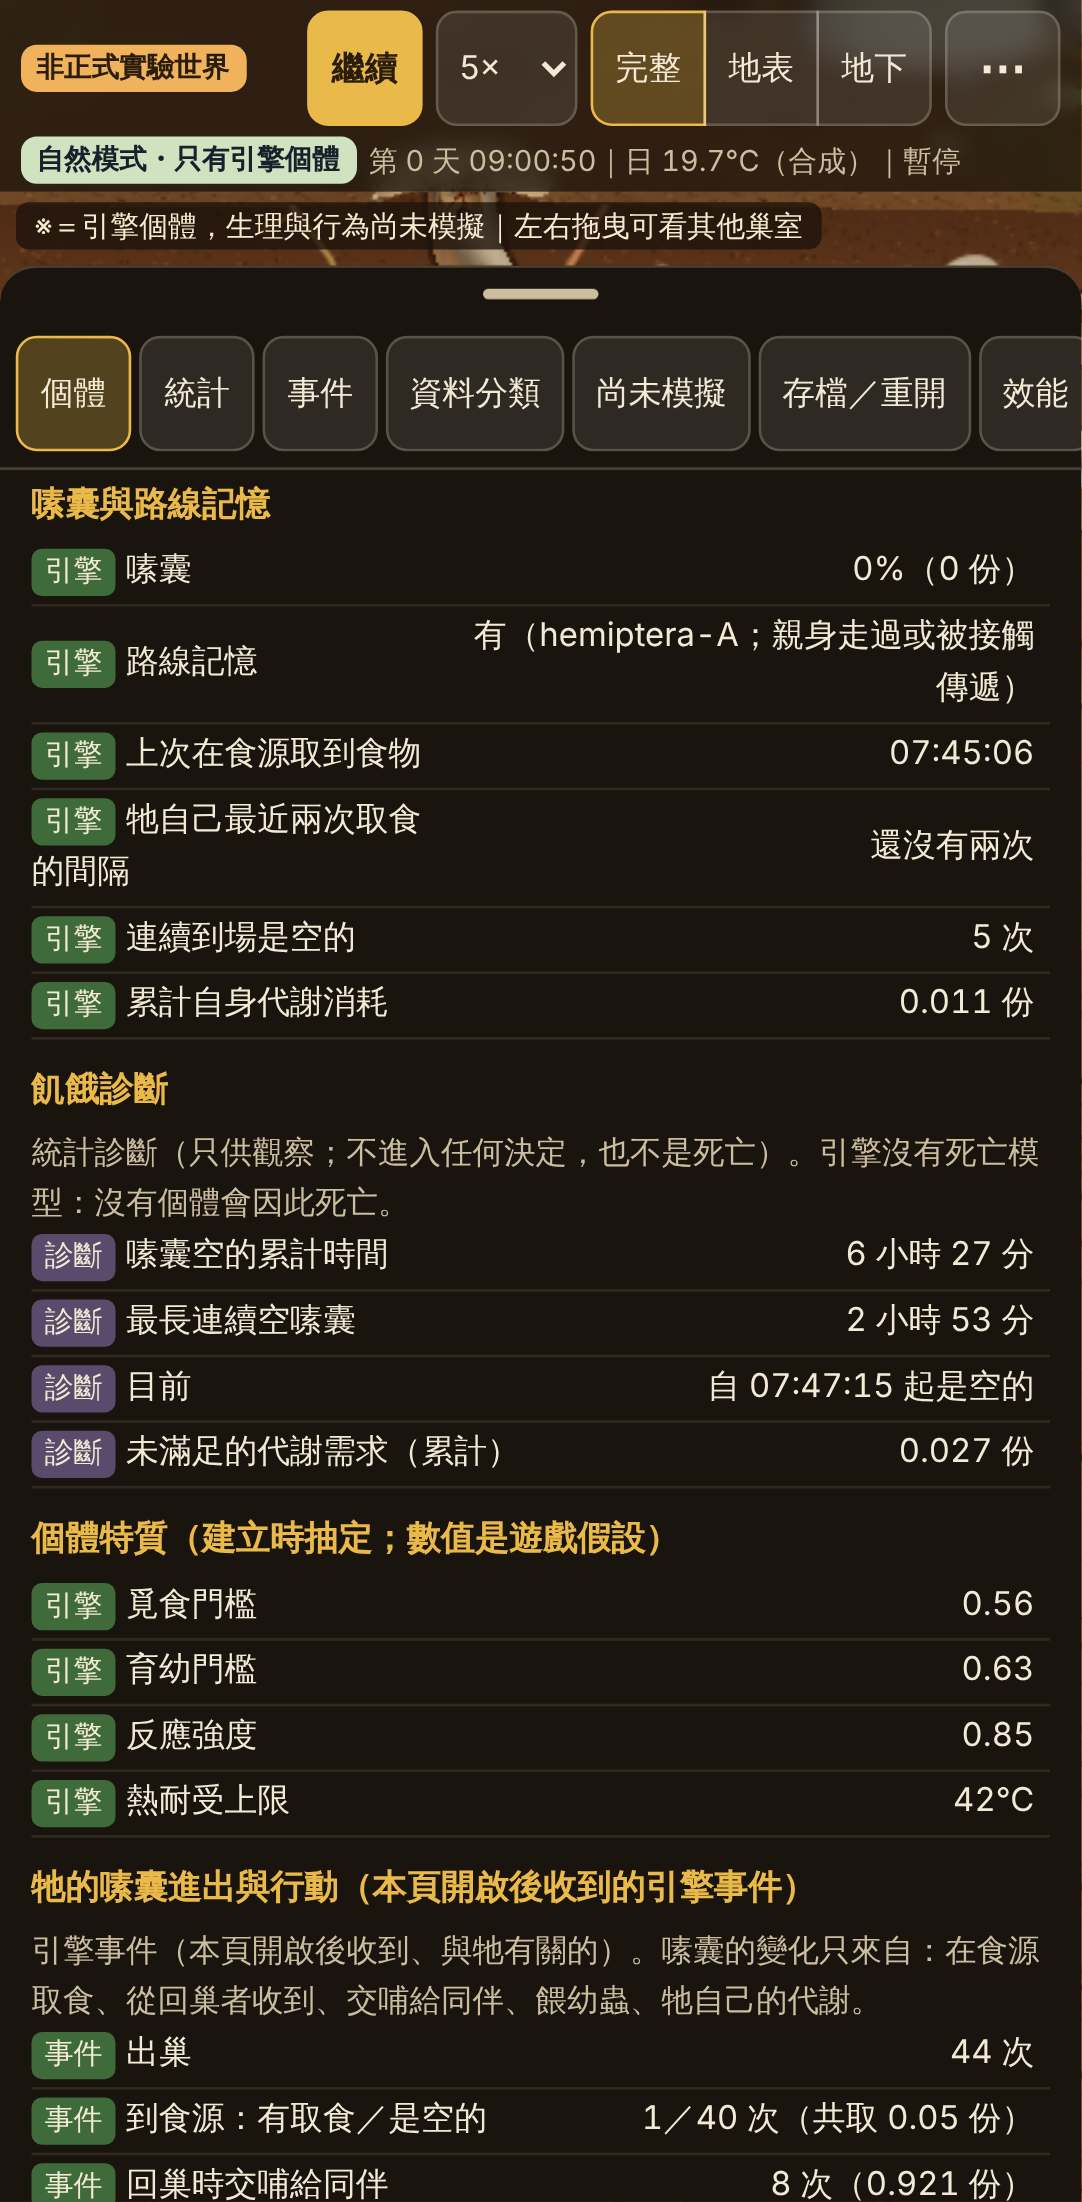 非正式實驗世界
繼續
5×
完整
地表
地下
⋯
自然模式・只有引擎個體
第 0 天 09:00:50｜日 19.7°C（合成）｜暫停
※＝引擎個體，生理與行為尚未模擬｜左右拖曳可看其他巢室
個體
統計
事件
資料分類
尚未模擬
存檔／重開
效能
嗉囊與路線記憶
引擎 嗉囊 0%（0 份）
引擎 路線記憶 有（hemiptera-A；親身走過或被接觸
傳遞）
引擎 上次在食源取到食物 07:45:06
引擎 牠自己最近兩次取食
的間隔 還沒有兩次
引擎 連續到場是空的 5 次
引擎 累計自身代謝消耗 0.011 份
飢餓診斷
統計診斷（只供觀察；不進入任何決定，也不是死亡）。引擎沒有死亡模
型：沒有個體會因此死亡。
診斷 嗉囊空的累計時間 6 小時 27 分
診斷 最長連續空嗉囊 2 小時 53 分
診斷 目前 自 07:47:15 起是空的
診斷 未滿足的代謝需求（累計） 0.027 份
個體特質（建立時抽定；數值是遊戲假設）
引擎 覓食門檻 0.56
引擎 育幼門檻 0.63
引擎 反應強度 0.85
引擎 熱耐受上限 42°C
牠的嗉囊進出與行動（本頁開啟後收到的引擎事件）
引擎事件（本頁開啟後收到、與牠有關的）。嗉囊的變化只來自：在食源
取食、從回巢者收到、交哺給同伴、餵幼蟲、牠自己的代謝。
事件 出巢 44 次
事件 到食源：有取食／是空的 1／40 次（共取 0.05 份）
事件 回巢時交哺給同伴 8 次（0.921 份）